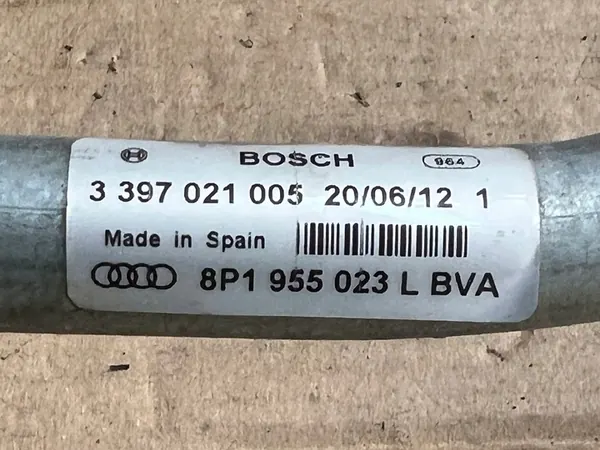 BOSCH 964
3 397 021 005 20/06/12 1
Made in Spain
8P1 955 023 L BVA